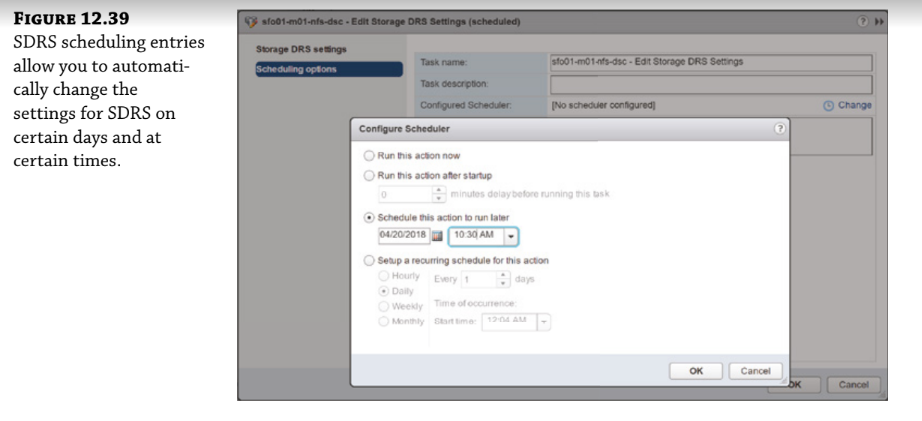 FIGURE 12.39
SDRS scheduling entries
allow you to automati-
cally change the
settings for SDRS on
certain days and at
certain times.
sfo01-m01-nfs-dsc - Edit Storage DRS Settings (scheduled)
Storage DRS settings
Scheduling options
Task name: sfo01-m01-nfs-dsc - Edit Storage DRS Settings
Task description:
Configured Scheduler: [No scheduler configured] Change
Configure Scheduler
Run this action now
Run this action after startup
0 minutes delay before running this task
Schedule this action to run later
04/20/2018 10:30 AM
Setup a recurring schedule for this action
Hourly Every 1 days
Daily
Weekly Time of occurrence:
Monthly Start time: 12:04 AM
OK Cancel
OK Cancel